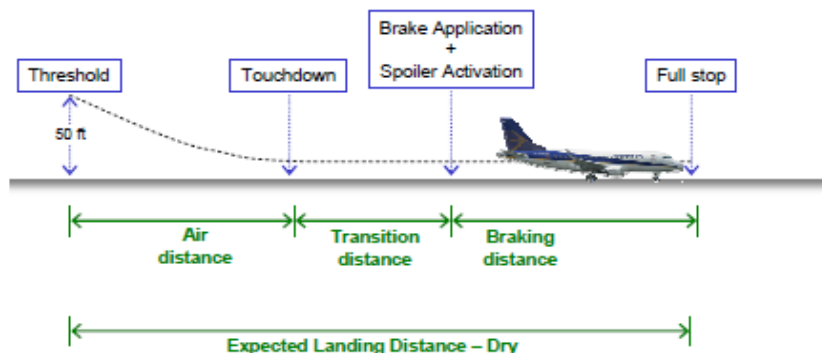 Brake Application
+
Spoiler Activation
Threshold
Touchdown
Full stop
50 ft
Air
distance
Transition
distance
Braking
distance
Expected Landing Distance – Dry